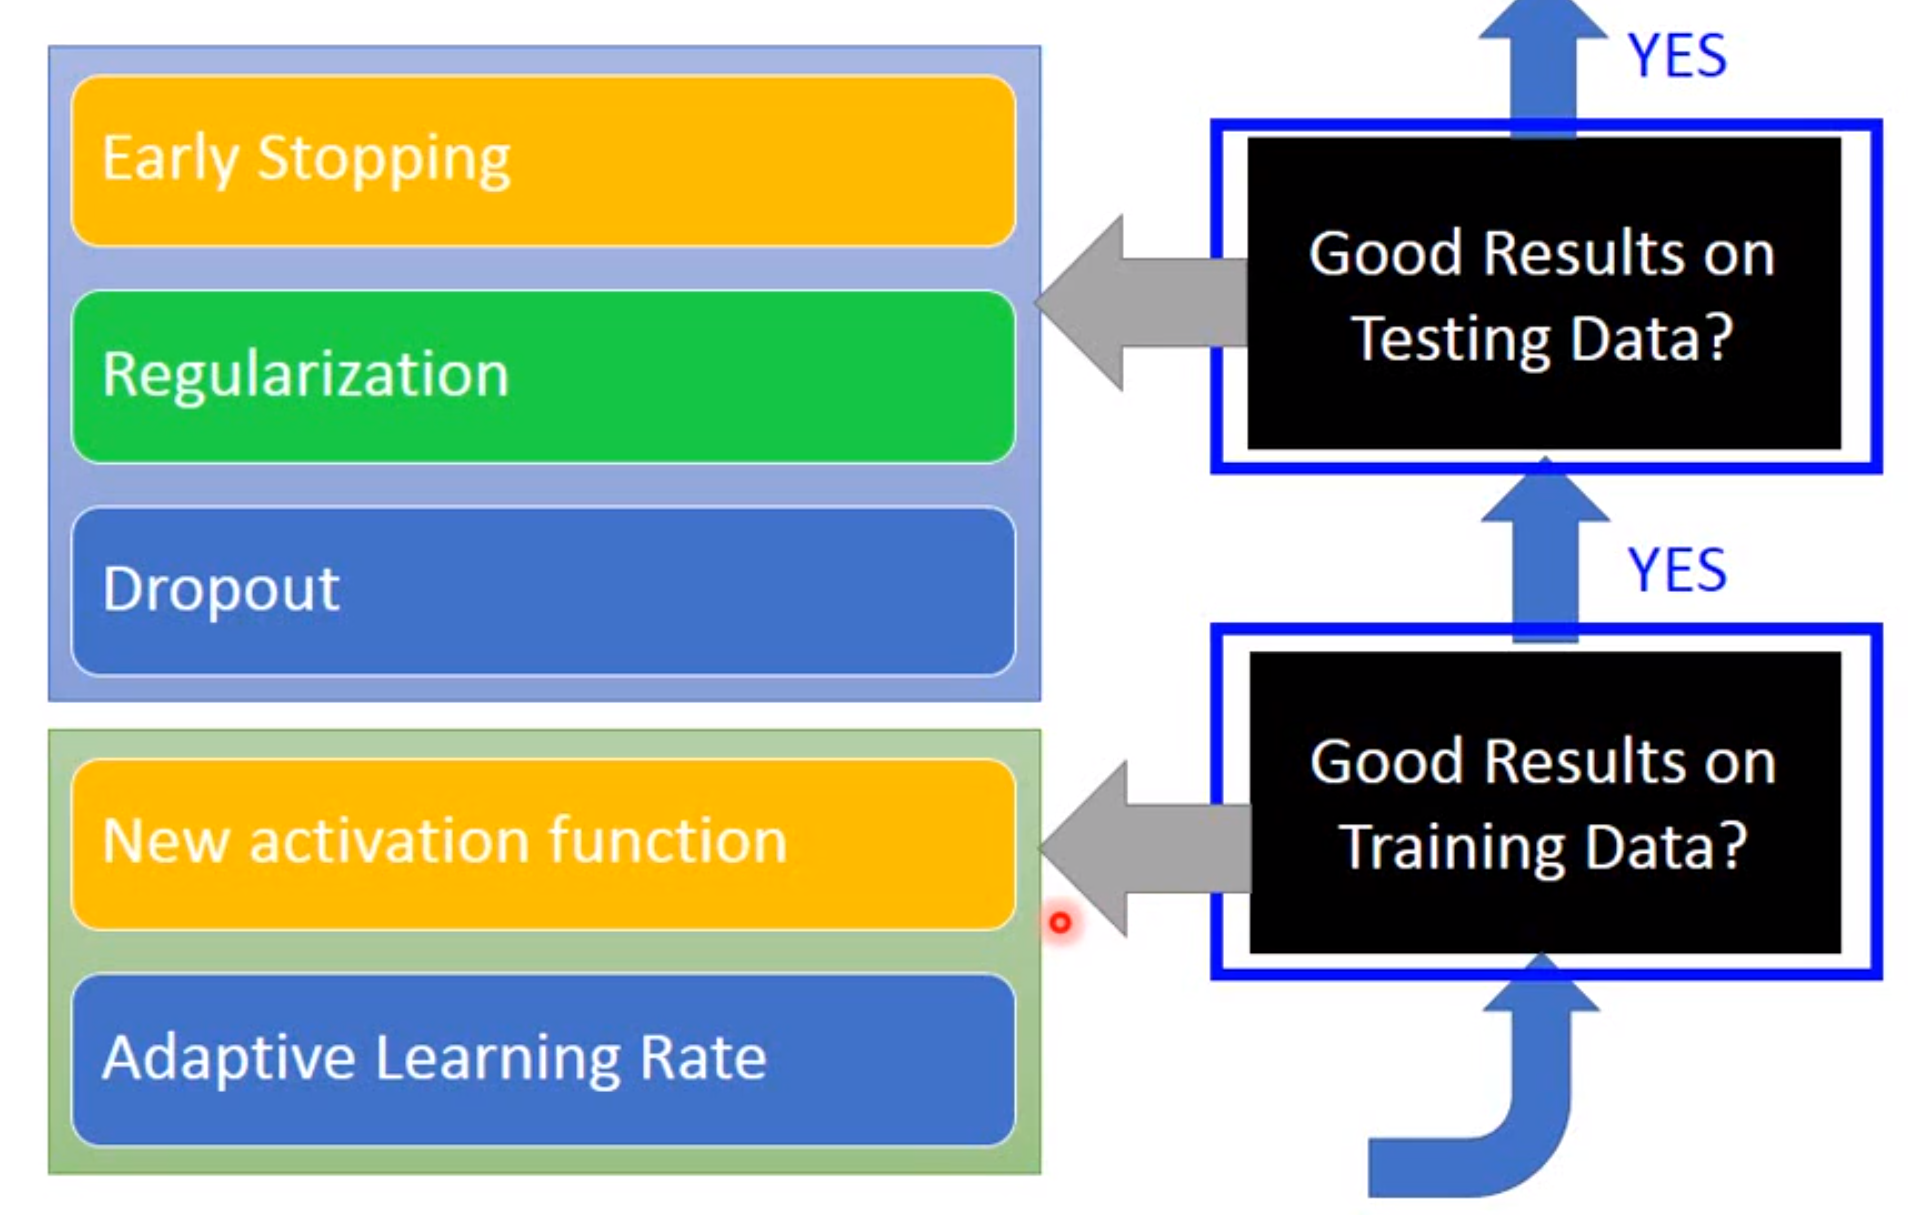 YES
Early Stopping
Good Results on
Testing Data?
Regularization
Dropout
YES
New activation function
Good Results on
Training Data?
Adaptive Learning Rate